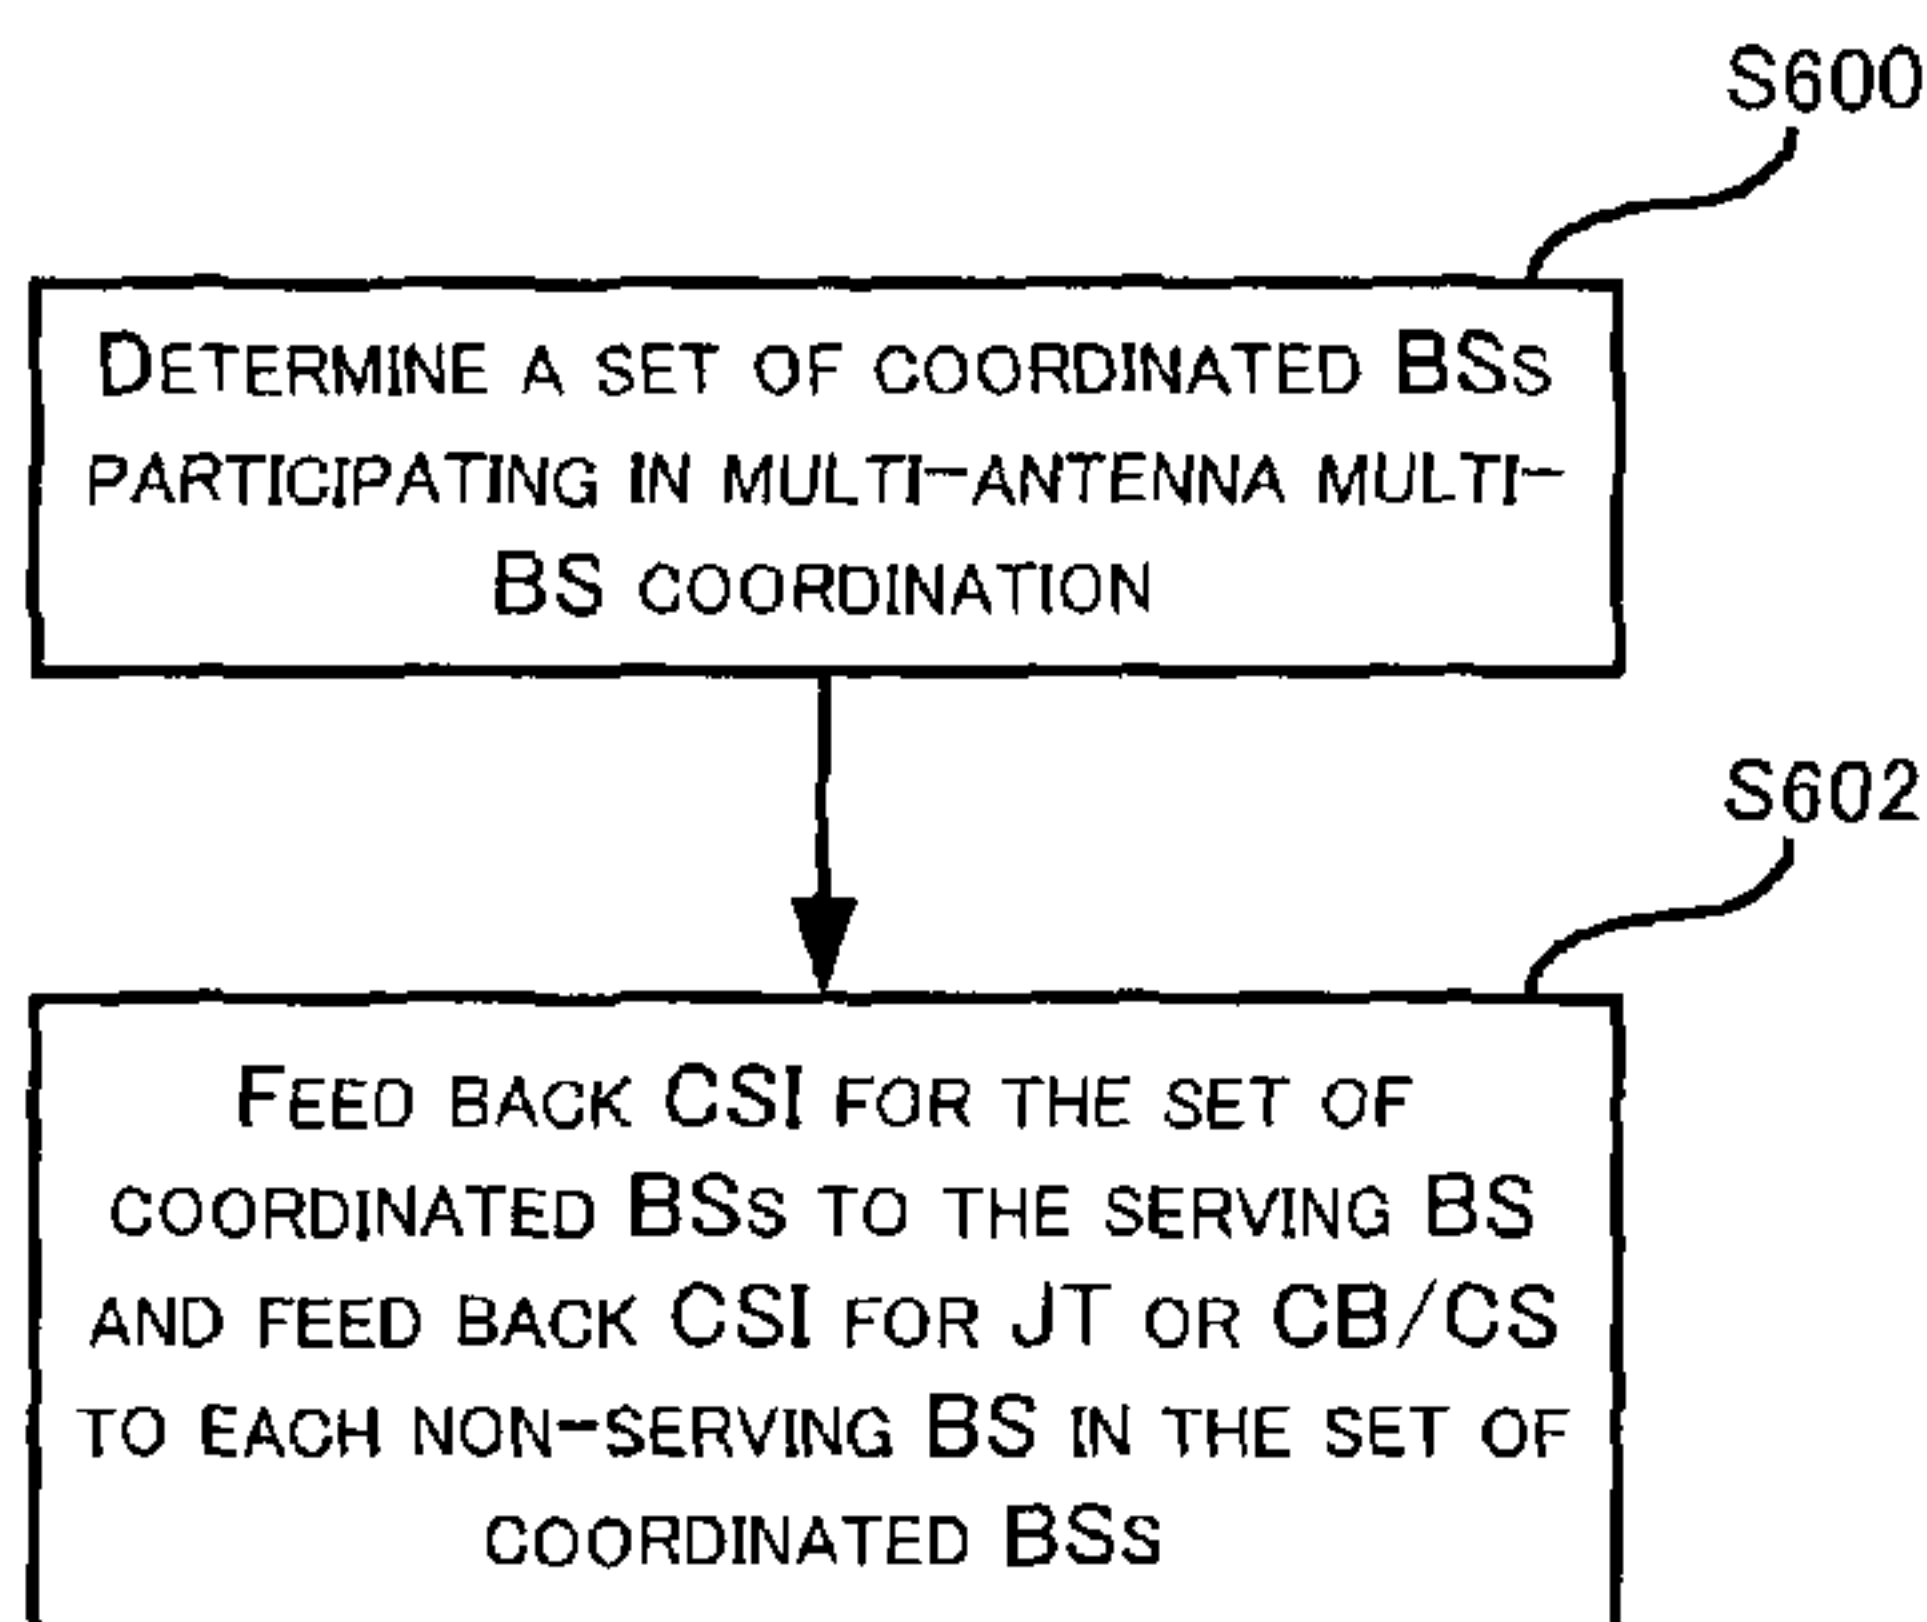 S600
DETERMINE A SET OF COORDINATED BSS
PARTICIPATING IN MULTI-ANTENNA MULTI-
BS COORDINATION
S602
FEED BACK CSI FOR THE SET OF
COORDINATED BSS TO THE SERVING BS
AND FEED BACK CSI FOR JT OR CB/CS
TO EACH NON-SERVING BS IN THE SET OF
COORDINATED BSS